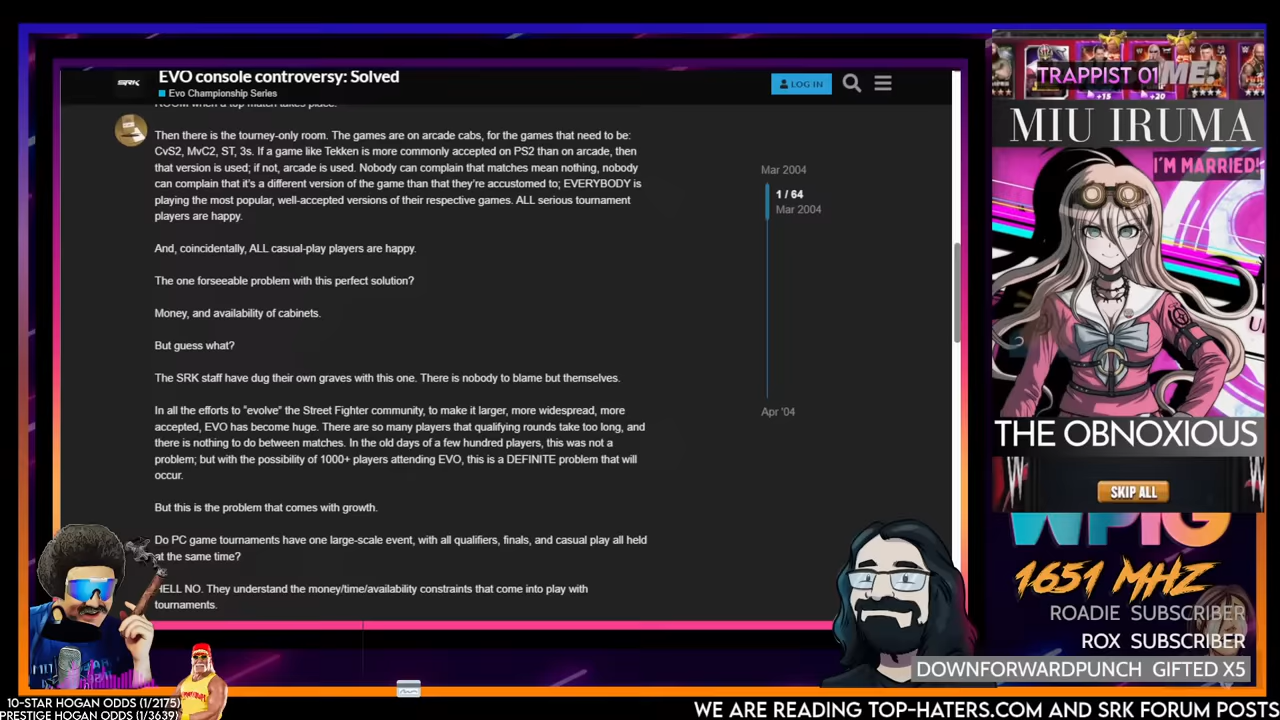 SRK
EVO console controversy: Solved
Evo Championship Series
LOG IN
ROOM when a top match takes place.
Then there is the tourney-only room. The games are on arcade cabs, for the games that need to be:
CvS2, MvC2, ST, 3s. If a game like Tekken is more commonly accepted on PS2 than on arcade, then
that version is used; if not, arcade is used. Nobody can complain that matches mean nothing, nobody
can complain that it's a different version of the game than that they're accustomed to; EVERYBODY is
playing the most popular, well-accepted versions of their respective games. ALL serious tournament
players are happy.
And, coincidentally, ALL casual-play players are happy.
The one forseeable problem with this perfect solution?
Money, and availability of cabinets.
But guess what?
The SRK staff have dug their own graves with this one. There is nobody to blame but themselves.
In all the efforts to "evolve" the Street Fighter community, to make it larger, more widespread, more
accepted, EVO has become huge. There are so many players that qualifying rounds take too long, and
there is nothing to do between matches. In the old days of a few hundred players, this was not a
problem; but with the possibility of 1000+ players attending EVO, this is a DEFINITE problem that will
occur.
But this is the problem that comes with growth.
Do PC game tournaments have one large-scale event, with all qualifiers, finals, and casual play all held
at the same time?
HELL NO. They understand the money/time/availability constraints that come into play with
tournaments.
Mar 2004
1 / 64
Mar 2004
Apr '04
TRAPPIST 01
ME!
+15
+20
MIU IRUMA
I'M MARRIED!
THE OBNOXIOUS
SKIP ALL
WPIG
1651 MHZ
ROADIE SUBSCRIBER
ROX SUBSCRIBER
DOWNFORWARDPUNCH GIFTED X5
10-STAR HOGAN ODDS (1/2175)
PRESTIGE HOGAN ODDS (1/3639)
WE ARE READING TOP-HATERS.COM AND SRK FORUM POSTS